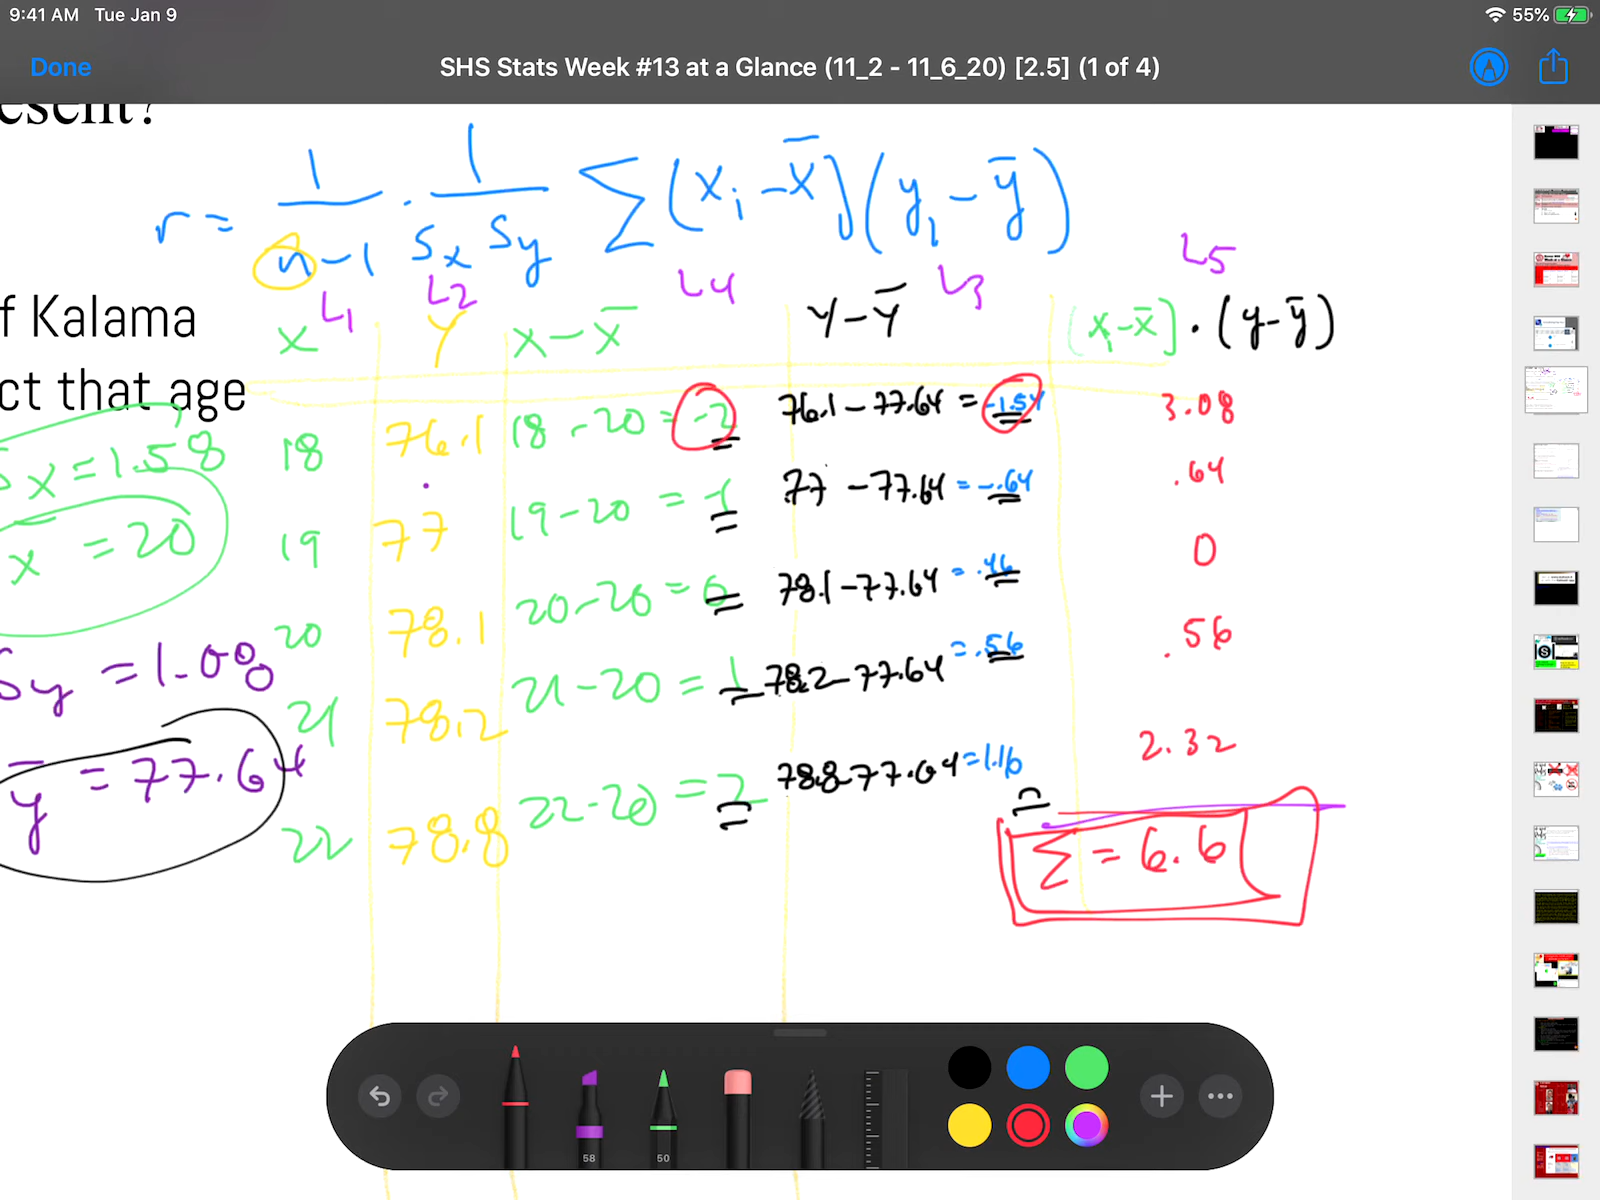 9:41 AM Tue Jan 9 55%
Done SHS Stats Week #13 at a Glance (11_2 - 11_6_20) [2.5] (1 of 4)
esent?
r = 1/(n-1) · 1/(Sx Sy) Σ(xi - x̄)(yi - ȳ)
L1 L2 L4 L3 L5
f Kalama
x y x-x̄ y-ȳ (xi-x̄)·(y-ȳ)
ct that age
18 76.1 18-20 = -2 76.1-77.64 = -1.54 3.08
Sx = 1.58
19 77 19-20 = -1 77-77.64 = -.64 .64
x̄ = 20
20 78.1 20-20 = 0 78.1-77.64 = .46 0
Sy = 1.08
21 78.2 21-20 = 1 78.2-77.64 = .56 .56
ȳ = 77.64
22 78.8 22-20 = 2 78.8-77.64 = 1.16 2.32
Σ = 6.6
58 50